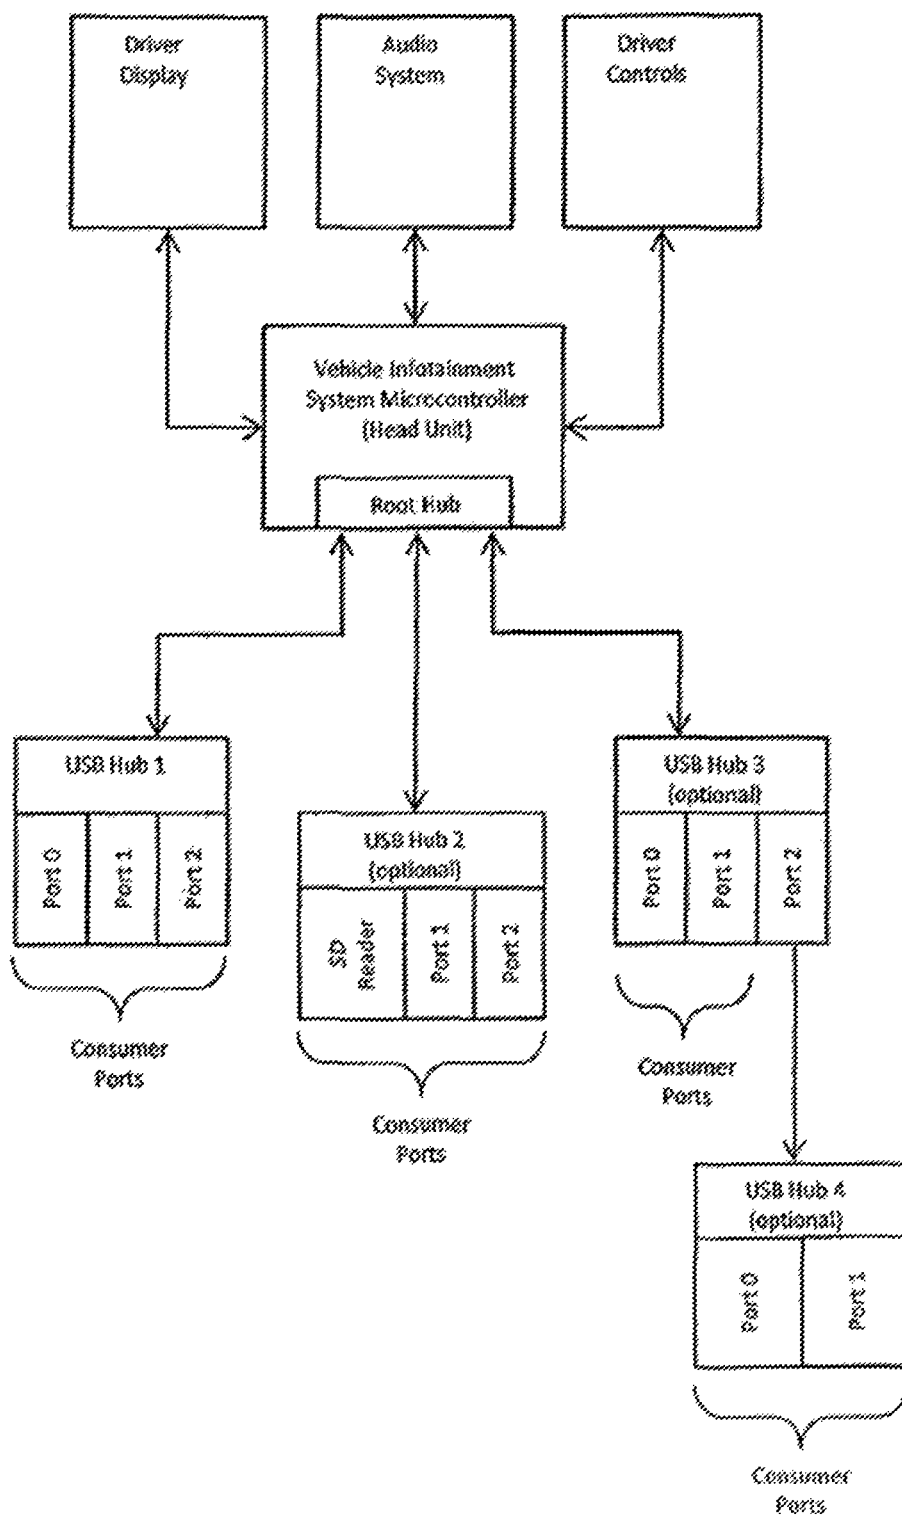 Driver
Display
Audio
System
Driver
Controls
Vehicle Infotainment
System Microcontroller
(Head Unit)
Root Hub
USB Hub 1
Port 0
Port 1
Port 2
Consumer
Ports
USB Hub 2
(optional)
SD
Reader
Port 1
Port 2
Consumer
Ports
USB Hub 3
(optional)
Port 0
Port 1
Port 2
Consumer
Ports
USB Hub 4
(optional)
Port 0
Port 1
Consumer
Ports